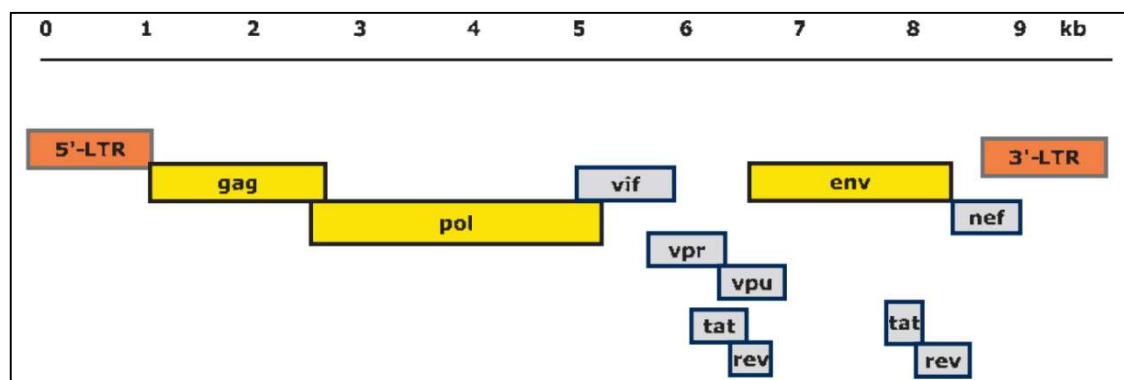 0 1 2 3 4 5 6 7 8 9 kb
5'-LTR
3'-LTR
gag
vif
env
pol
nef
vpr
vpu
tat
tat
rev
rev